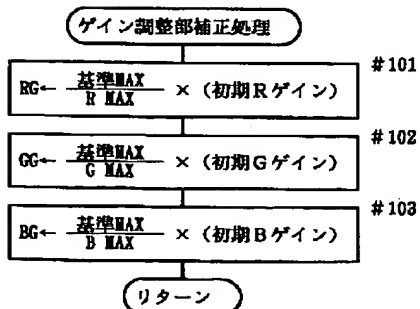 ゲイン調整部補正処理
#101
RG← 基準MAX / R MAX × (初期Rゲイン)
#102
GG← 基準MAX / G MAX × (初期Gゲイン)
#103
BG← 基準MAX / B MAX × (初期Bゲイン)
リターン